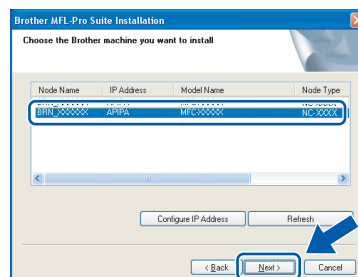 Brother MFL-Pro Suite Installation
Choose the Brother machine you want to install
Node Name IP Address Model Name Node Type
BRN_XXXXXX APIPA MFC-XXXXX NC-XXXX
Configure IP Address Refresh
< Back Next > Cancel